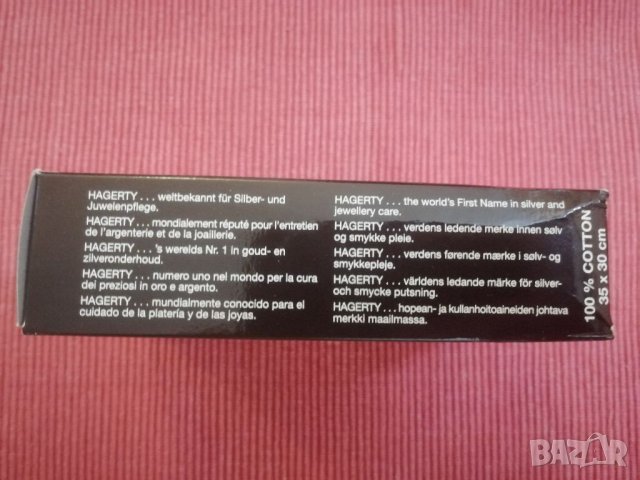 HAGERTY . . . weltbekannt für Silber- und
Juwelenpflege.
HAGERTY . . . mondialement réputé pour l'entretien
de l'argenterie et de la joaillerie.
HAGERTY . . . 's werelds Nr. 1 in goud- en
zilveronderhoud.
HAGERTY . . . numero uno nel mondo per la cura
dei preziosi in oro e argento.
HAGERTY . . . mundialmente conocido para el
cuidado de la platería y de las joyas.
HAGERTY . . . the world's First Name in silver and
jewellery care.
HAGERTY . . . verdens ledende merke innen sølv
og smykke pleie.
HAGERTY . . . verdens førende mærke i sølv- og
smykkepleje.
HAGERTY . . . världens ledande märke för silver-
och smycke putsning.
HAGERTY . . . hopean- ja kullanhoitoaineiden johtava
merkki maailmassa.
100 % COTTON
35 x 30 cm
BAZAR